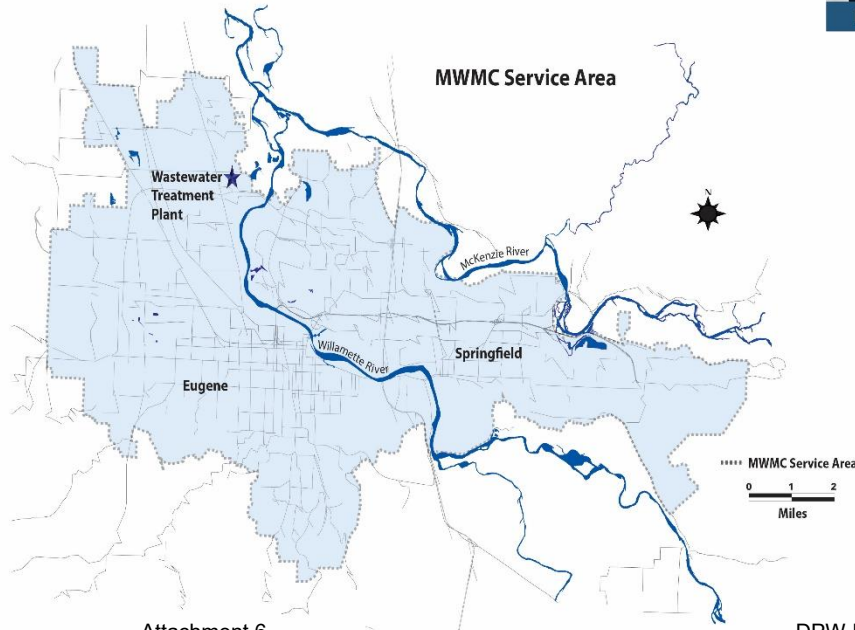 MWMC Service Area
Wastewater
Treatment
Plant
N
McKenzie River
Willamette River
Springfield
Eugene
MWMC Service Area
0 1 2
Miles
Attachment 6